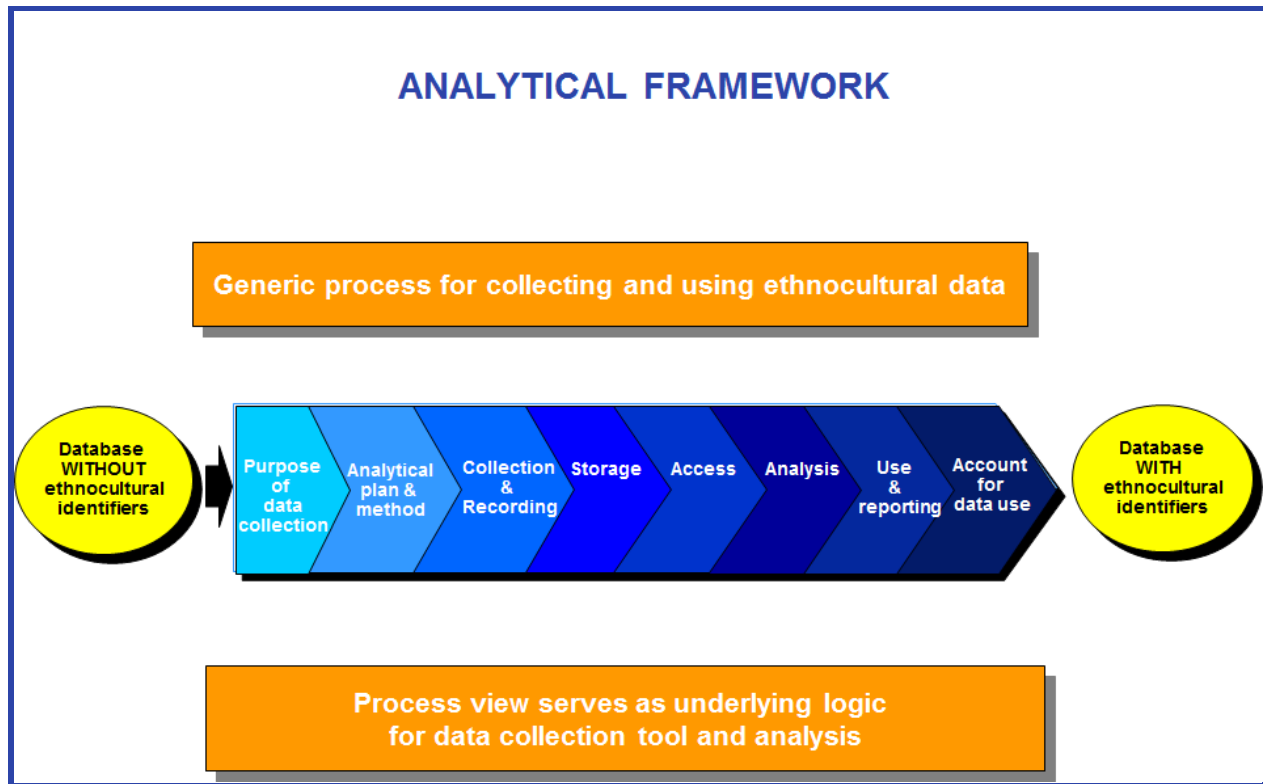 ANALYTICAL FRAMEWORK
Generic process for collecting and using ethnocultural data
Database
WITHOUT
ethnocultural
identifiers
Purpose
of
data
collection
Analytical
plan &
method
Collection
&
Recording
Storage
Access
Analysis
Use
&
reporting
Account
for
data use
Database
WITH
ethnocultural
identifiers
Process view serves as underlying logic
for data collection tool and analysis